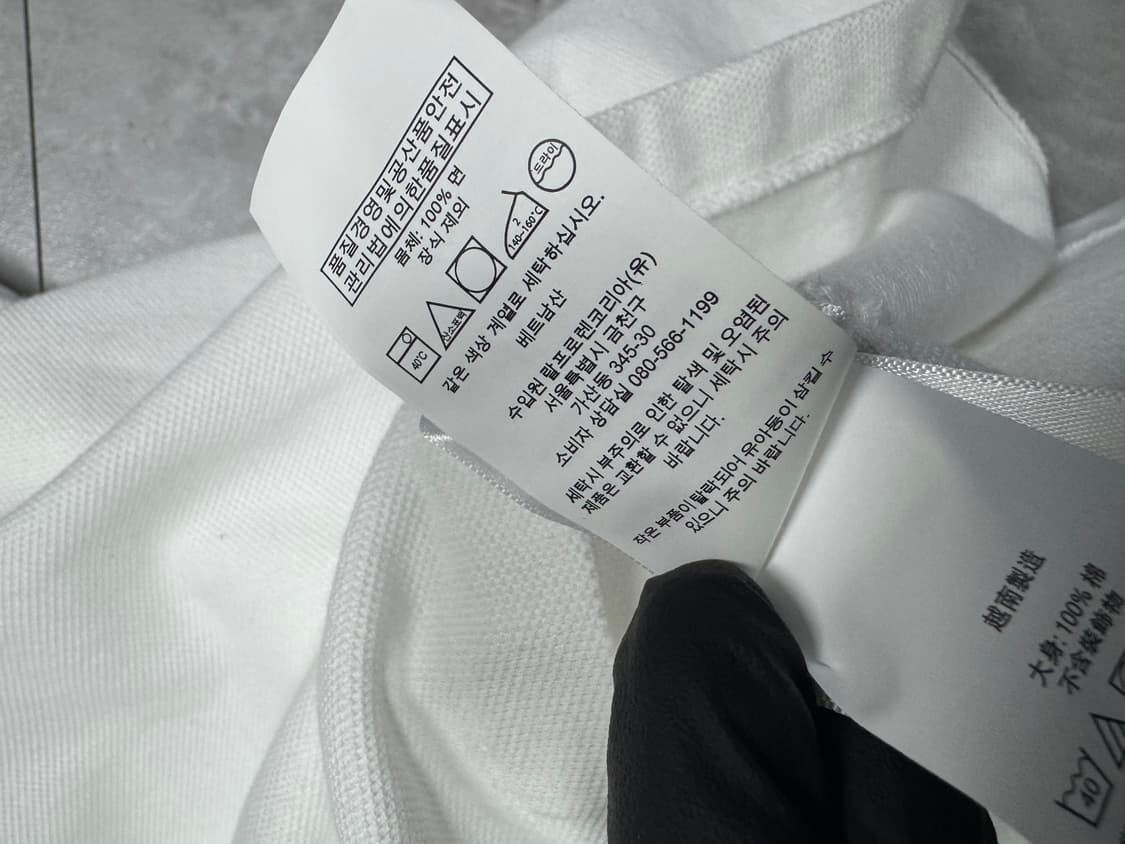 품질경영및공산품안전
관리법에의한품질표시
몸체: 100% 면
장식 제외
40°C
산소표백
2
140~160°C
드라이
같은 색상 계열로 세탁하십시오.
베트남산
수입원 랄프로렌코리아(유)
서울특별시 금천구
가산동 345-30
소비자 상담실 080-566-1199
세탁시 부주의로 인한 탈색 및 오염된
제품은 교환할 수 없으니 세탁시 주의
바랍니다.
작은 부품이 탈락되어 유아동이 삼킬 수
있으니 주의 바랍니다.
越南製造
大身: 100% 棉
不含裝飾物
40